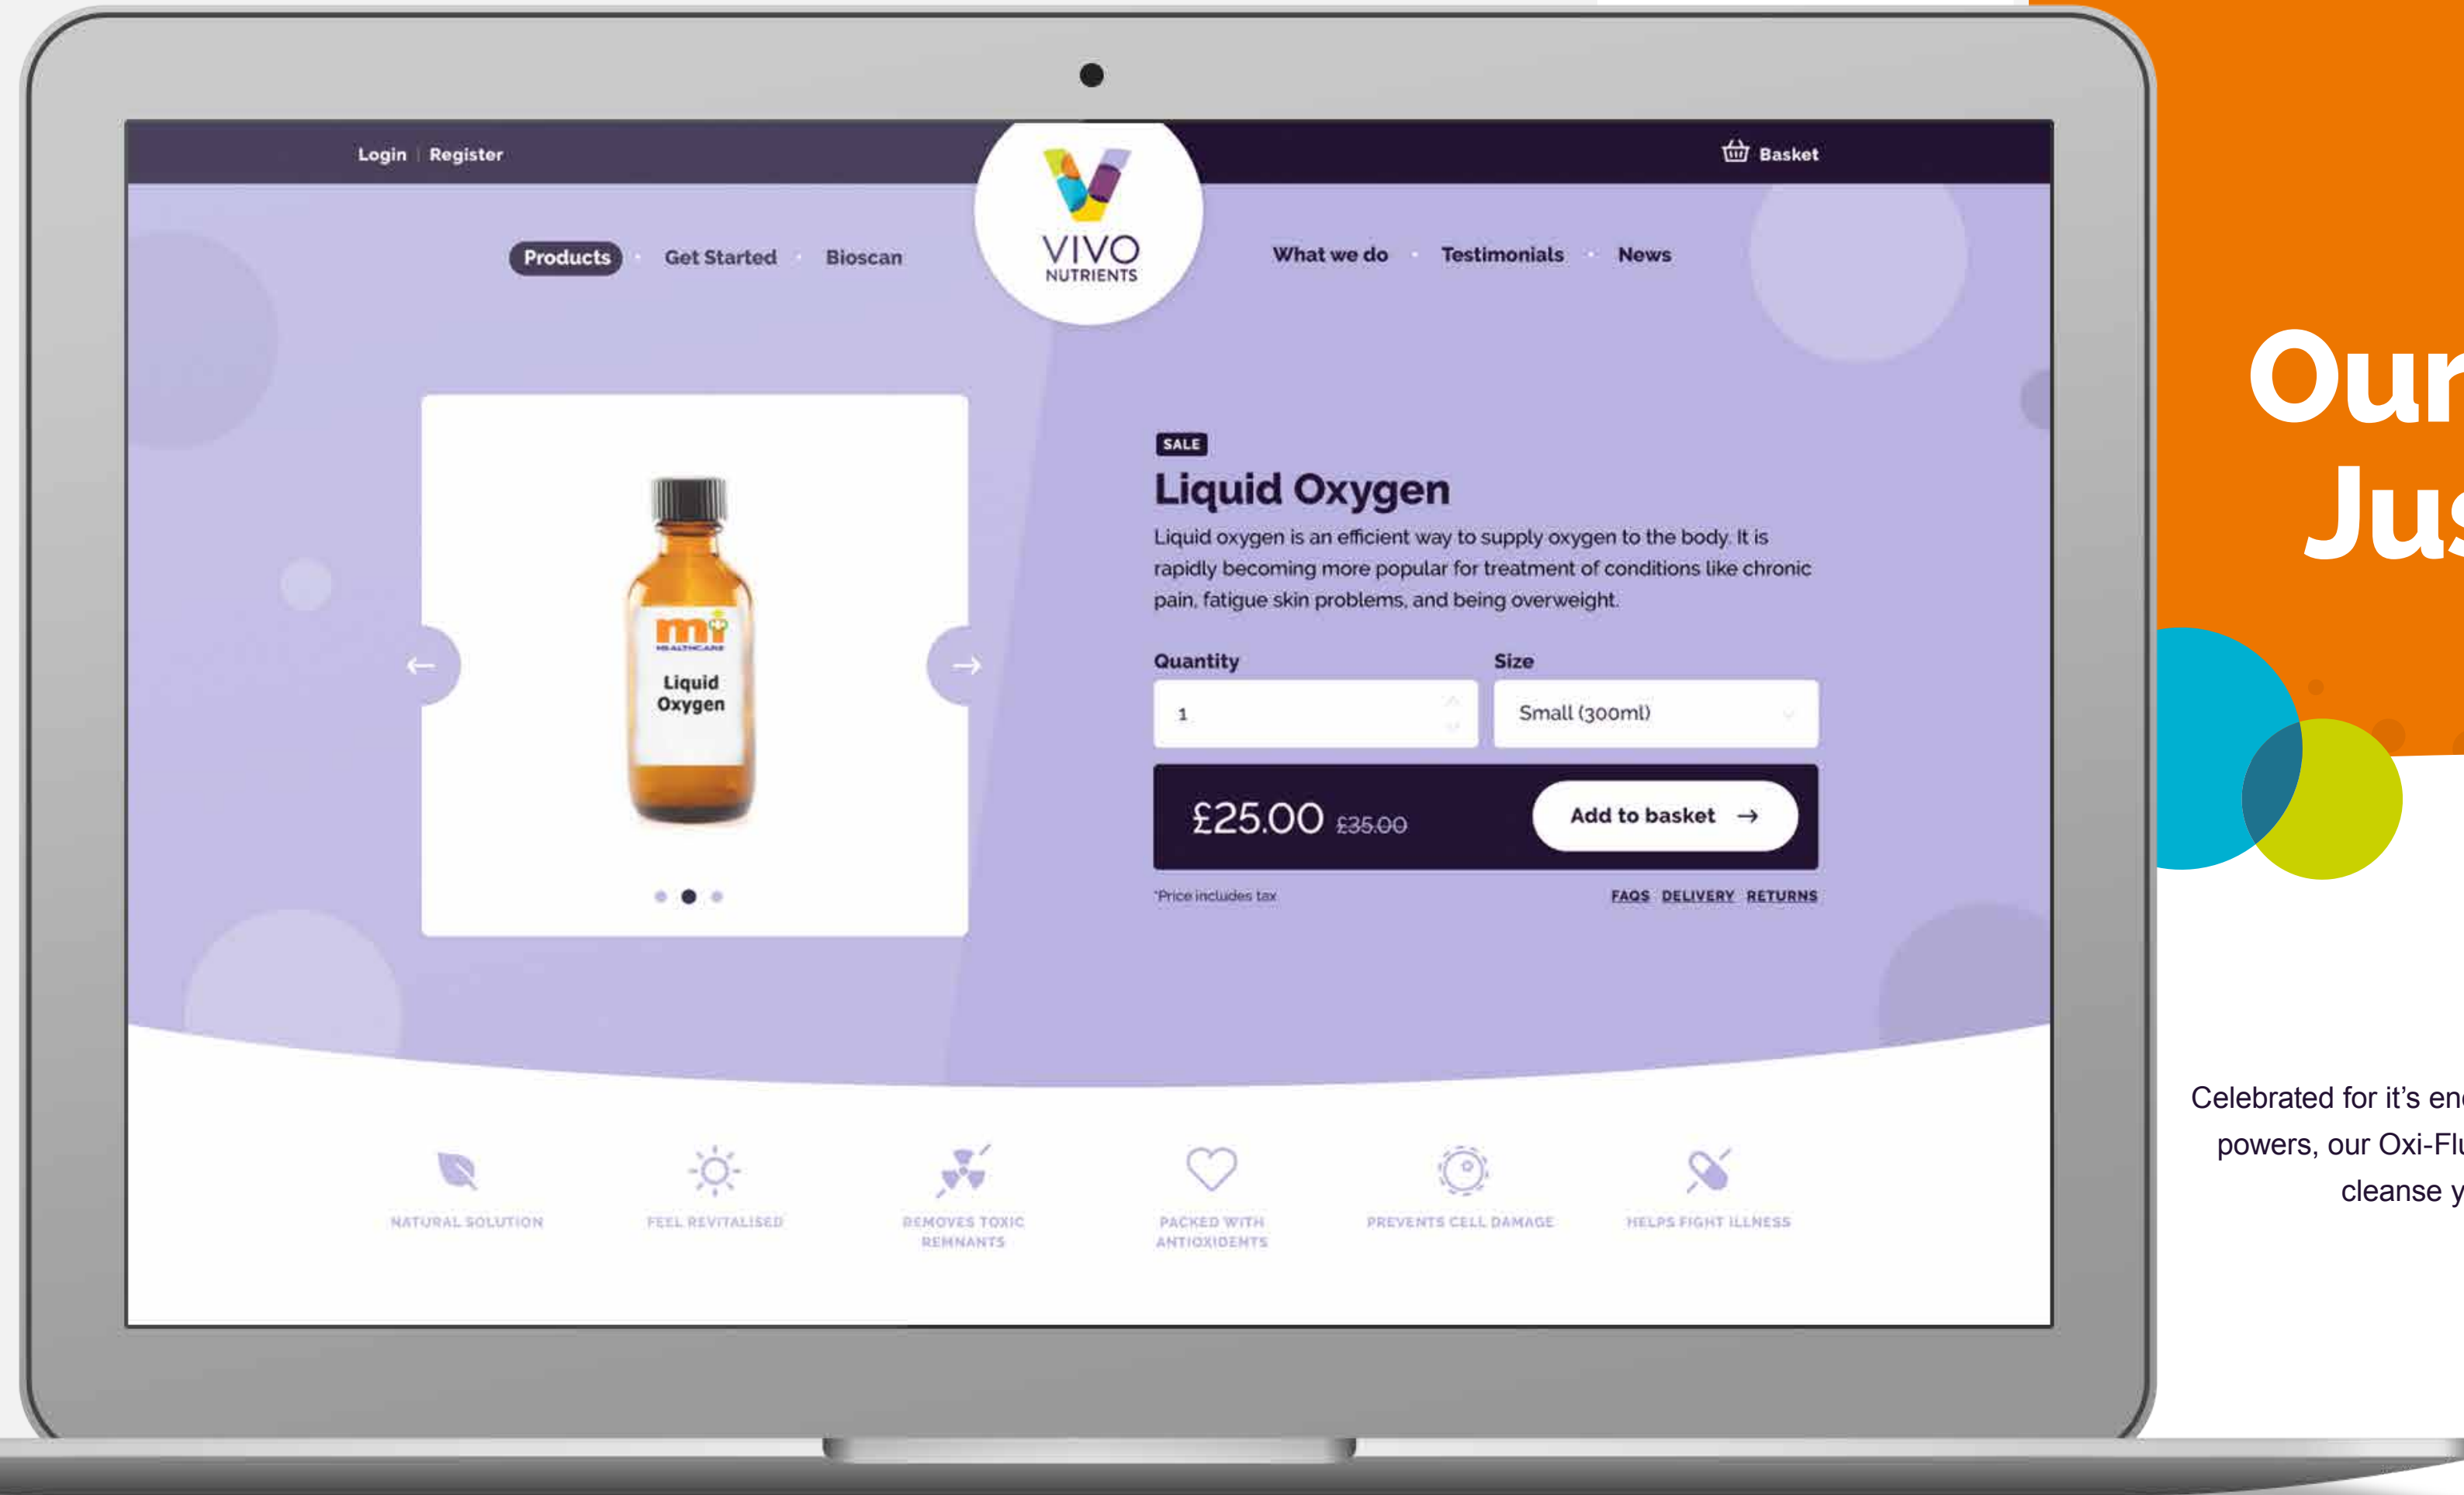 Login | Register
Basket
Products
Get Started
Bioscan
VIVO
NUTRIENTS
What we do
Testimonials
News
mi
HEALTHCARE
Liquid
Oxygen
SALE
Liquid Oxygen
Liquid oxygen is an efficient way to supply oxygen to the body. It is
rapidly becoming more popular for treatment of conditions like chronic
pain, fatigue skin problems, and being overweight.
Quantity
Size
1
Small (300ml)
£25.00 £35.00
Add to basket →
*Price includes tax
FAQS DELIVERY RETURNS
NATURAL SOLUTION
FEEL REVITALISED
REMOVES TOXIC
REMNANTS
PACKED WITH
ANTIOXIDENTS
PREVENTS CELL DAMAGE
HELPS FIGHT ILLNESS
Our
Jus
Celebrated for it's en
powers, our Oxi-Flu
cleanse y